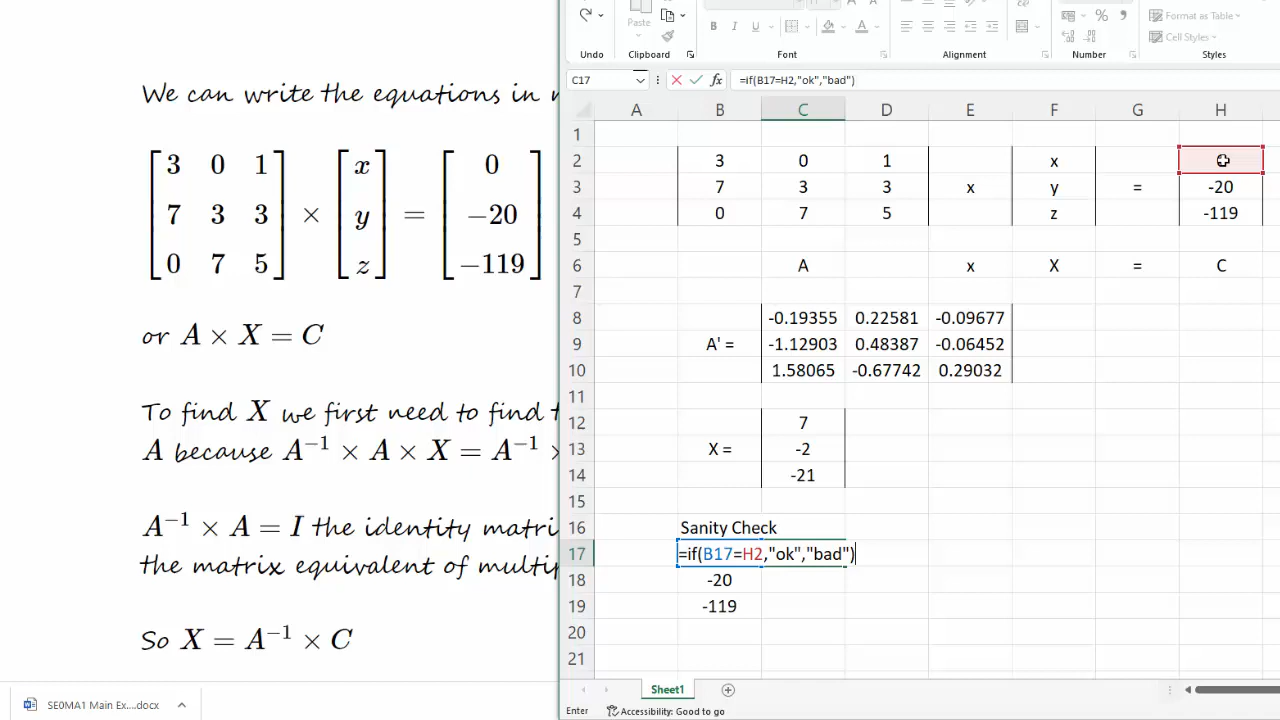 We can write the equations in
3 0 1
7 3 3
0 7 5
×
x
y
z
=
0
−20
−119
or A × X = C
To find X we first need to find
A because A⁻¹ × A × X = A⁻¹ ×
A⁻¹ × A = I the identity
the matrix equivalent of
So X = A⁻¹ × C
SE0MA1 Main Ex....docx
Paste
B I U A
% ,
Format as Table
Cell Styles
Undo Clipboard Font Alignment Number Styles
C17 fx =if(B17=H2,"ok","bad")
A B C D E F G H
1
2 3 0 1 x
3 7 3 3 x y = -20
4 0 7 5 z -119
5
6 A x X = C
7
8 -0.19355 0.22581 -0.09677
9 A' = -1.12903 0.48387 -0.06452
10 1.58065 -0.67742 0.29032
11
12 7
13 X = -2
14 -21
15
16 Sanity Check
17 =if(B17=H2,"ok","bad")
18 -20
19 -119
20
21
Sheet1
Enter Accessibility: Good to go